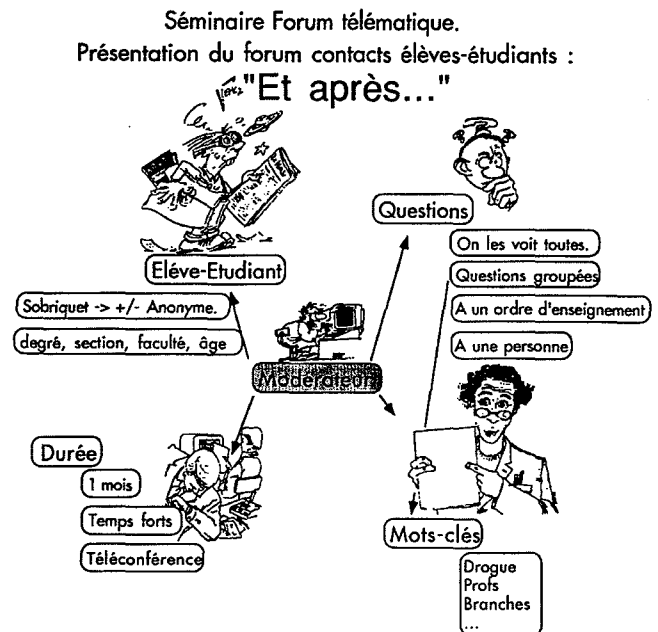 Séminaire Forum télématique.
Présentation du forum contacts élèves-étudiants :
"Et après..."
Questions
On les voit toutes.
Questions groupées
A un ordre d'enseignement
A une personne
Eléve-Etudiant
Sobriquet -> +/- Anonyme.
degré, section, faculté, âge
Modérateur
Durée
1 mois
Temps forts
Téléconférence
Mots-clés
Drogue
Profs
Branches
...